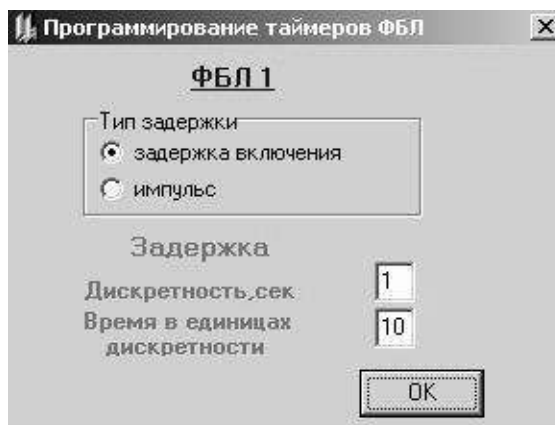 Программирование таймеров ФБЛ
ФБЛ 1
Тип задержки
задержка включения
импульс
Задержка
Дискретность,сек
1
Время в единицах
дискретности
10
OK